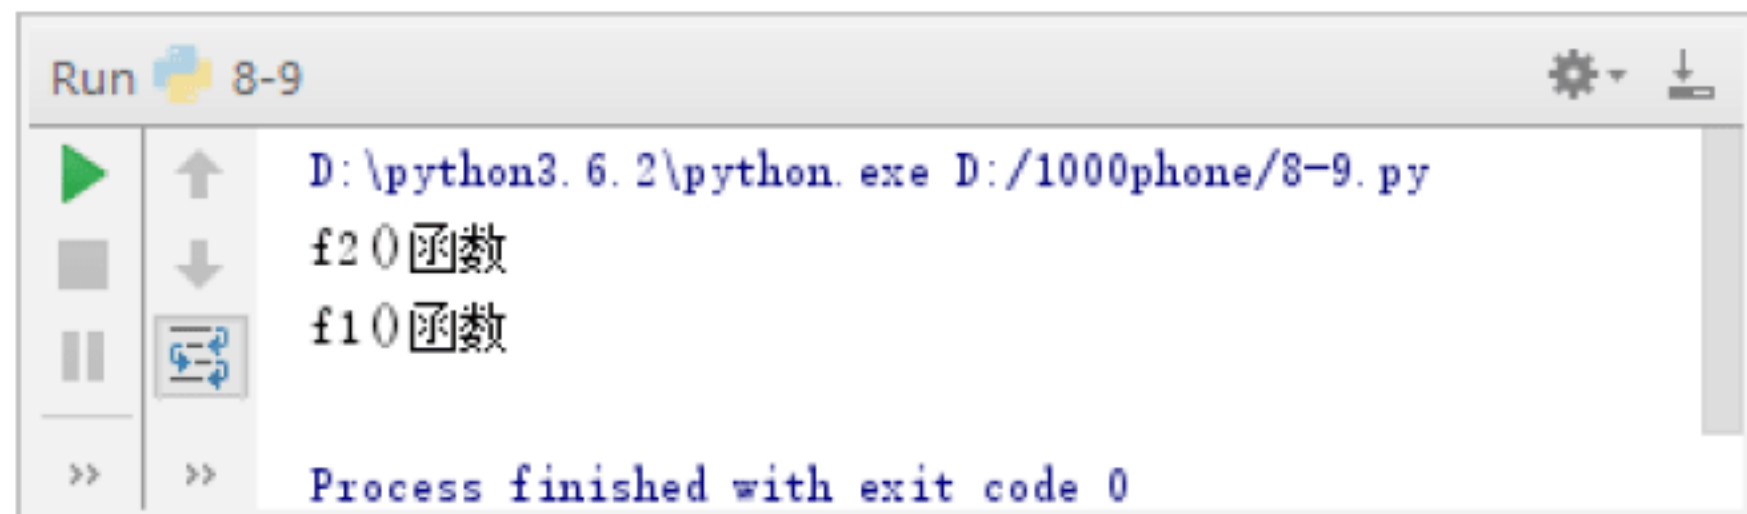 Run 8-9
D:\python3.6.2\python.exe D:/1000phone/8-9.py
f2()函数
f1()函数
Process finished with exit code 0